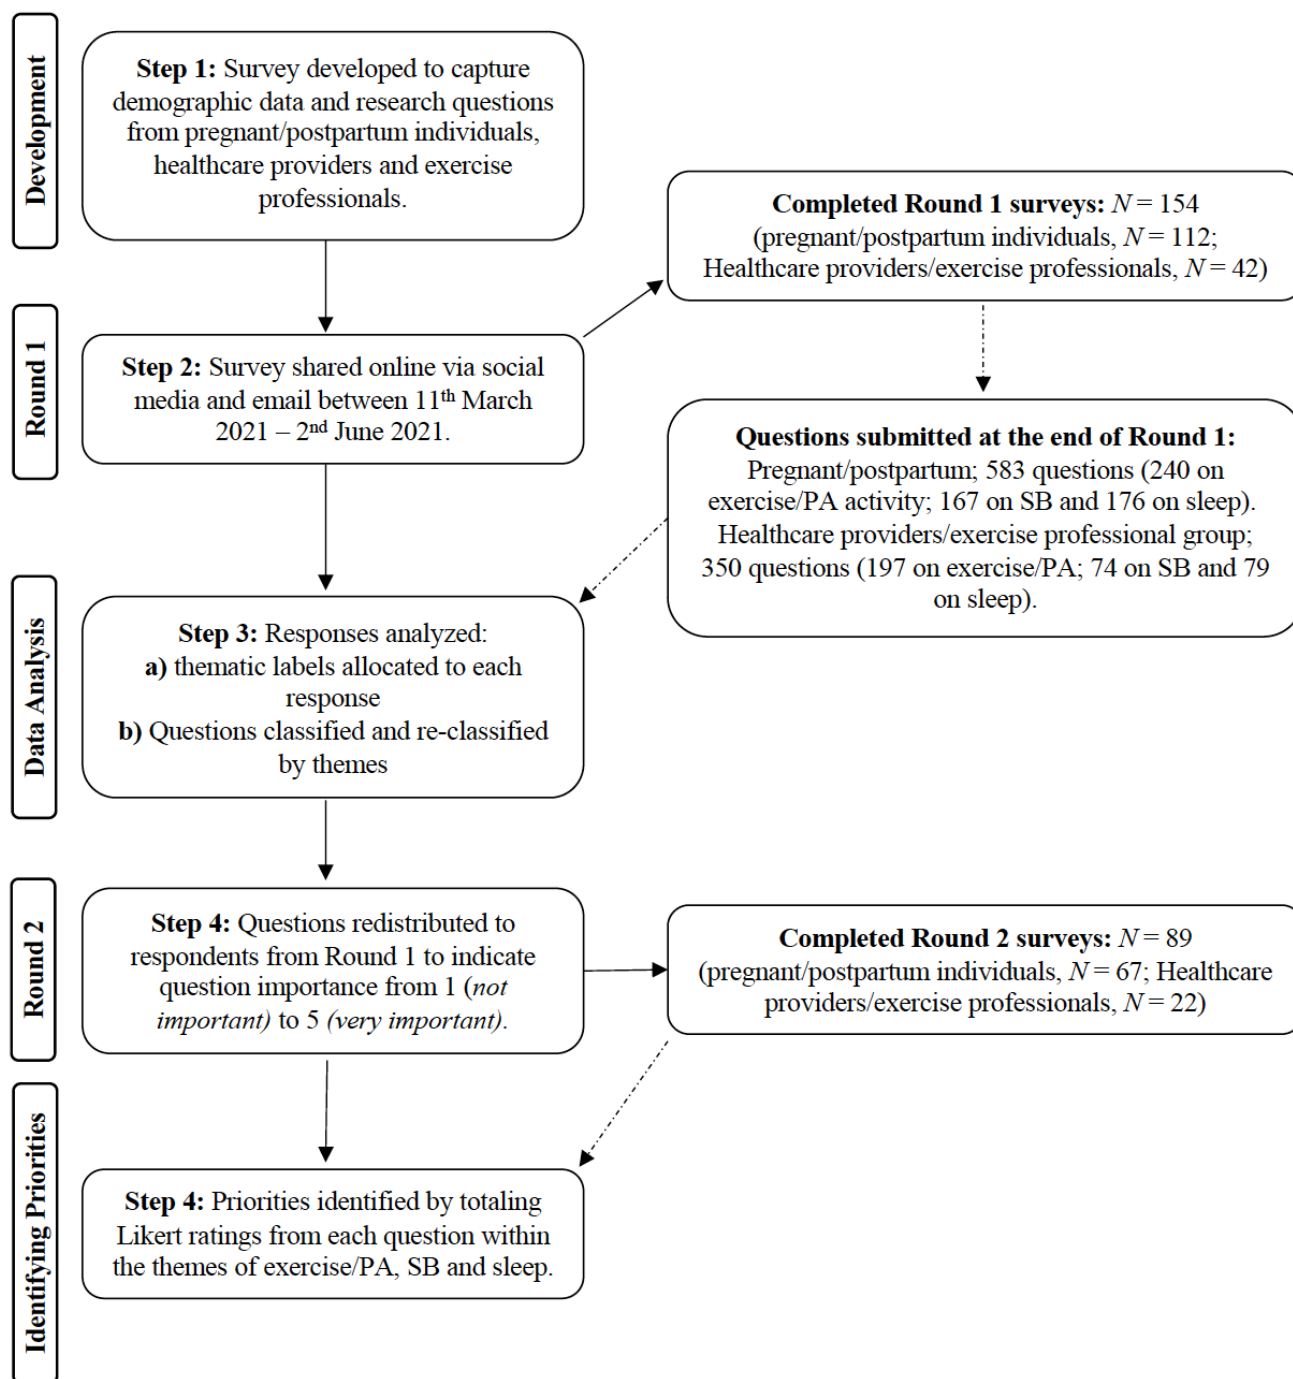 Development
Step 1: Survey developed to capture
demographic data and research questions
from pregnant/postpartum individuals,
healthcare providers and exercise
professionals.
Round 1
Step 2: Survey shared online via social
media and email between 11th March
2021 – 2nd June 2021.
Completed Round 1 surveys: N = 154
(pregnant/postpartum individuals, N = 112;
Healthcare providers/exercise professionals, N = 42)
Questions submitted at the end of Round 1:
Pregnant/postpartum; 583 questions (240 on
exercise/PA activity; 167 on SB and 176 on sleep).
Healthcare providers/exercise professional group;
350 questions (197 on exercise/PA; 74 on SB and 79
on sleep).
Data Analysis
Step 3: Responses analyzed:
a) thematic labels allocated to each
response
b) Questions classified and re-classified
by themes
Round 2
Step 4: Questions redistributed to
respondents from Round 1 to indicate
question importance from 1 (not
important) to 5 (very important).
Completed Round 2 surveys: N = 89
(pregnant/postpartum individuals, N = 67; Healthcare
providers/exercise professionals, N = 22)
Identifying Priorities
Step 4: Priorities identified by totaling
Likert ratings from each question within
the themes of exercise/PA, SB and sleep.